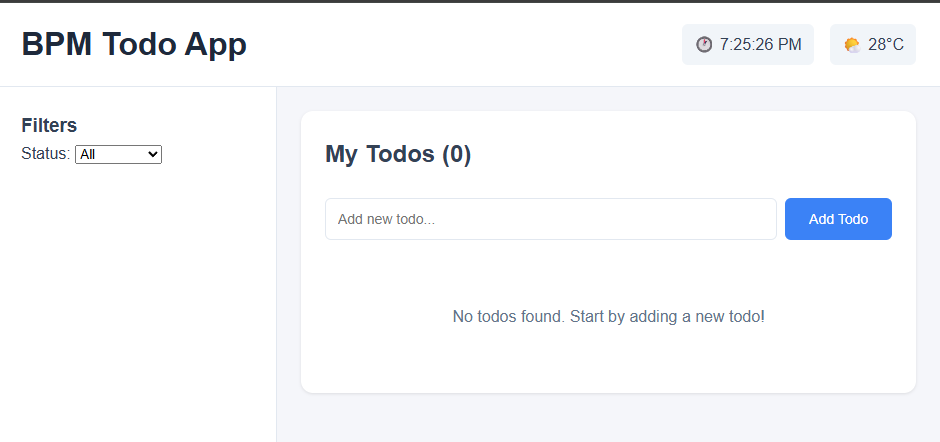 BPM Todo App
7:25:26 PM
28°C
Filters
Status: All
My Todos (0)
Add new todo...
Add Todo
No todos found. Start by adding a new todo!